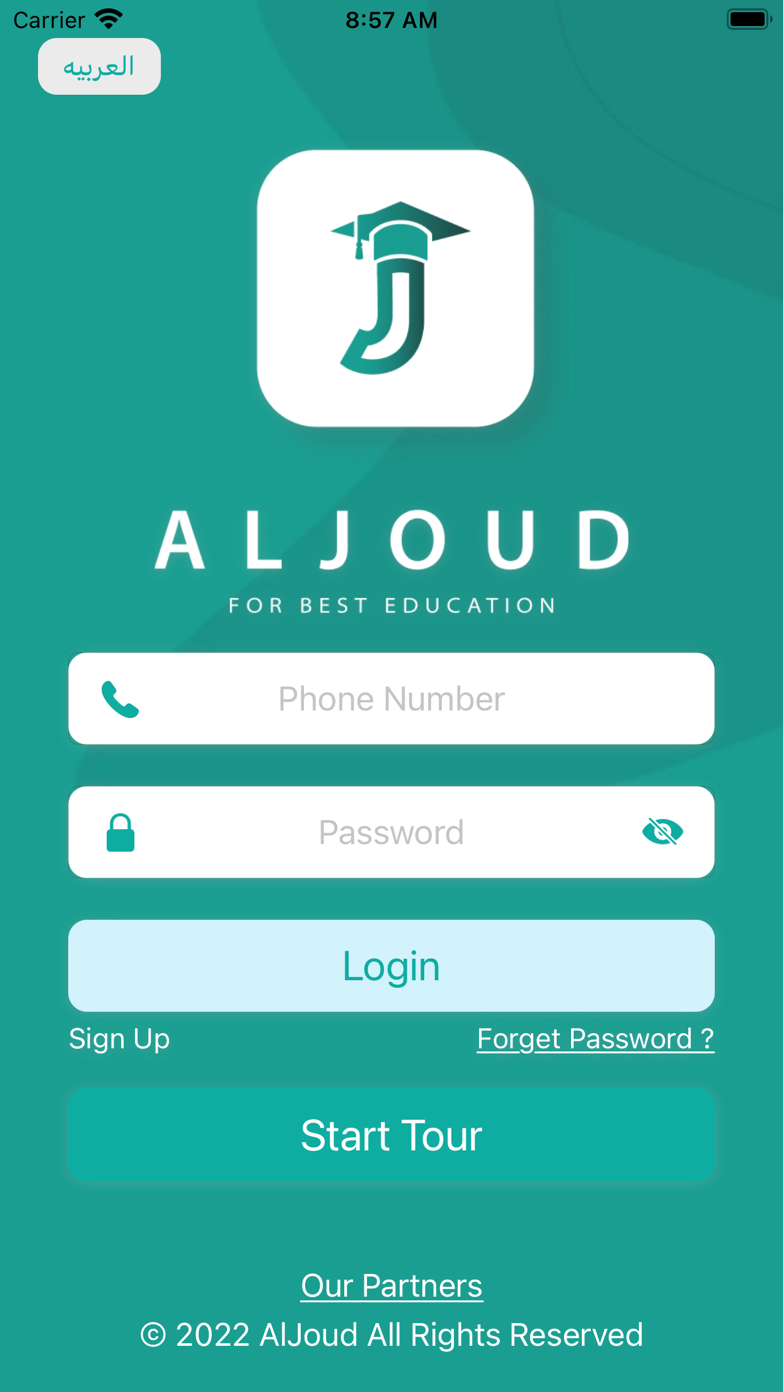 Carrier 8:57 AM
العربيه
ALJOUD
FOR BEST EDUCATION
Phone Number
Password
Login
Sign Up Forget Password ?
Start Tour
Our Partners
© 2022 AlJoud All Rights Reserved